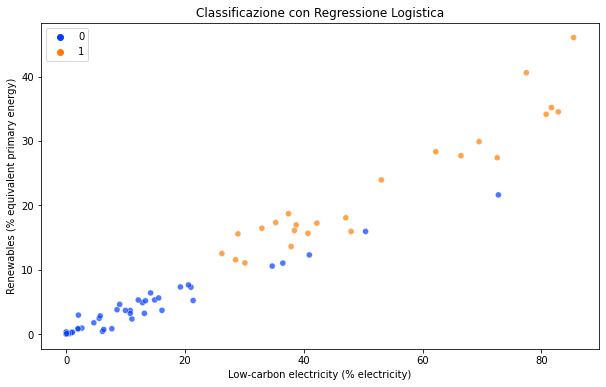 Classificazione con Regressione Logistica
0
1
Renewables (% equivalent primary energy)
40
30
20
10
0
0 20 40 60 80
Low-carbon electricity (% electricity)